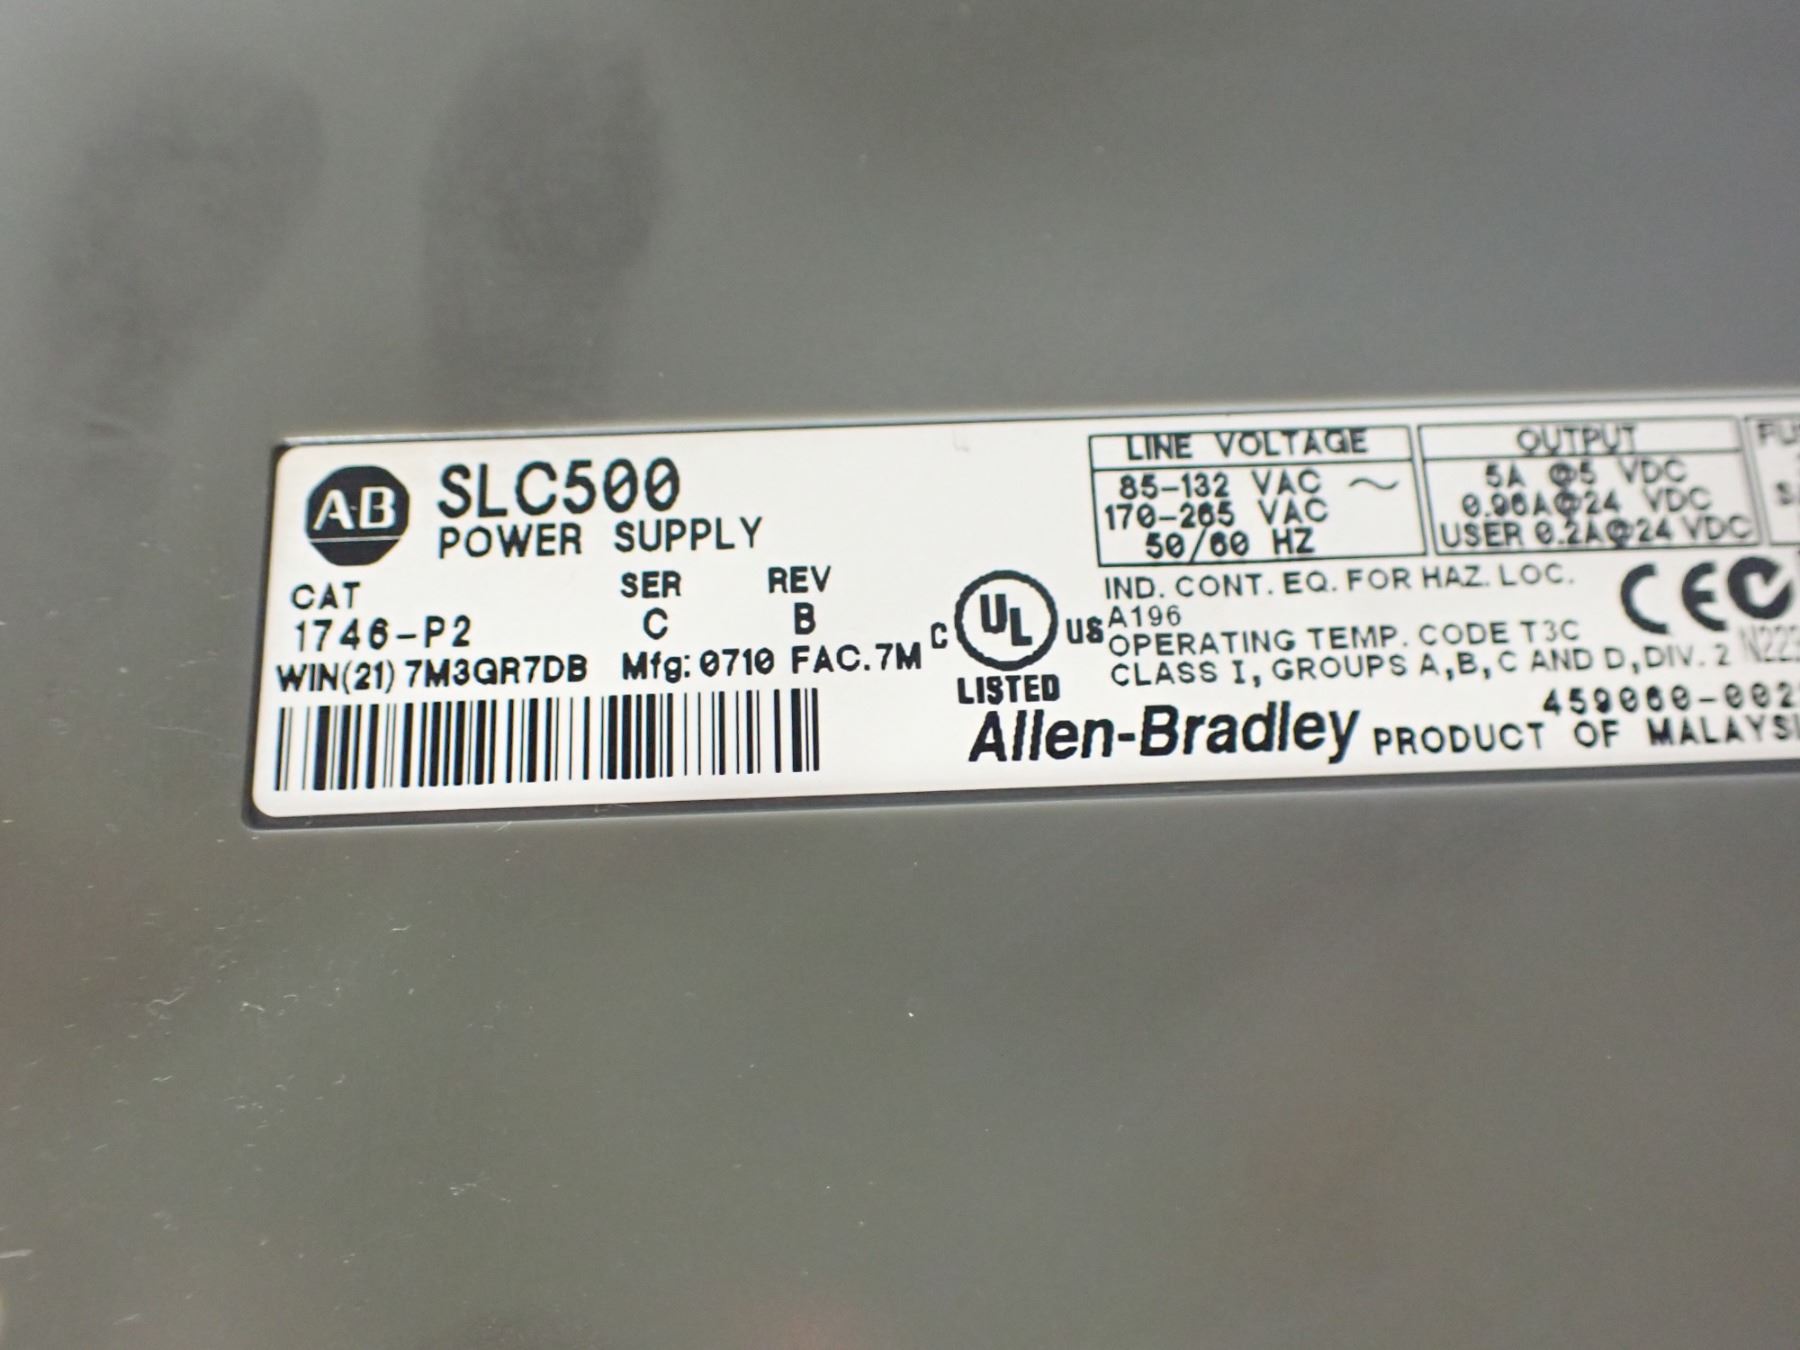 A-B SLC500
POWER SUPPLY
CAT SER REV
1746-P2 C B
WIN(21) 7M3QR7DB Mfg: 0710 FAC. 7M
C UL US
LISTED
LINE VOLTAGE
85-132 VAC ~
170-265 VAC
50/60 HZ
OUTPUT
5A @5 VDC
0.96A@24 VDC
USER 0.2A@24 VDC
IND. CONT. EQ. FOR HAZ. LOC.
A196
OPERATING TEMP. CODE T3C
CLASS I, GROUPS A, B, C AND D, DIV. 2
CE
Allen-Bradley PRODUCT OF